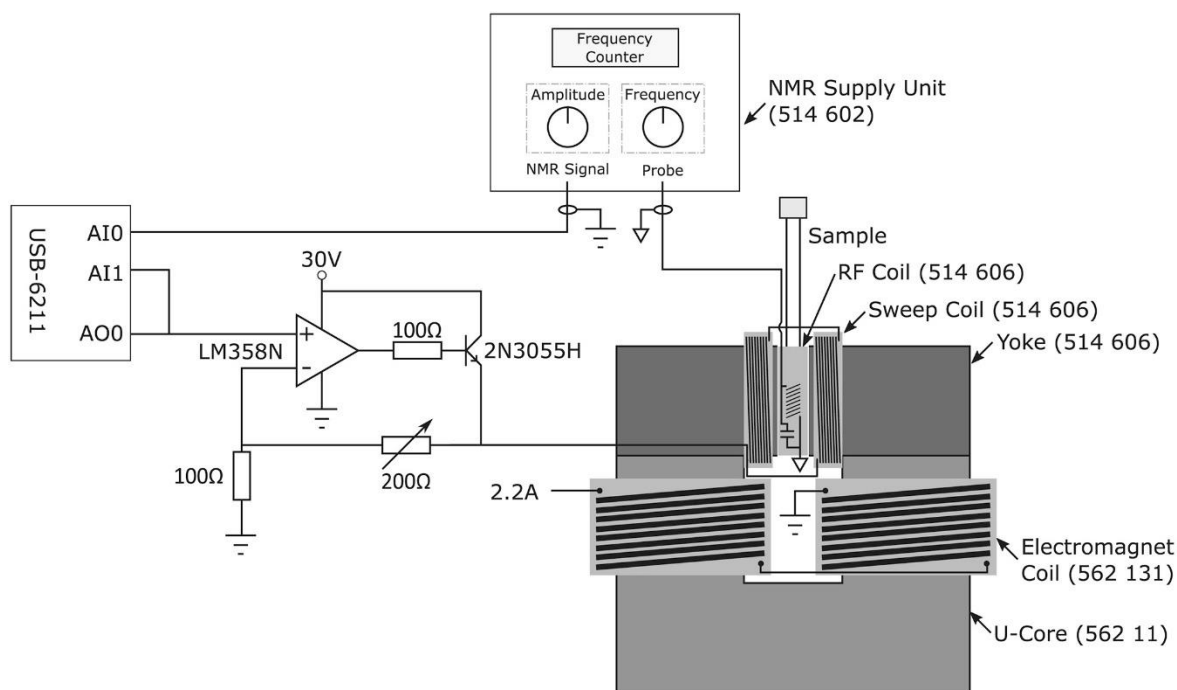 Frequency
Counter
Amplitude
Frequency
NMR Signal
Probe
NMR Supply Unit
(514 602)
USB-6211
AI0
AI1
AO0
30V
+
-
LM358N
100Ω
2N3055H
100Ω
200Ω
Sample
RF Coil (514 606)
Sweep Coil (514 606)
Yoke (514 606)
2.2A
Electromagnet
Coil (562 131)
U-Core (562 11)